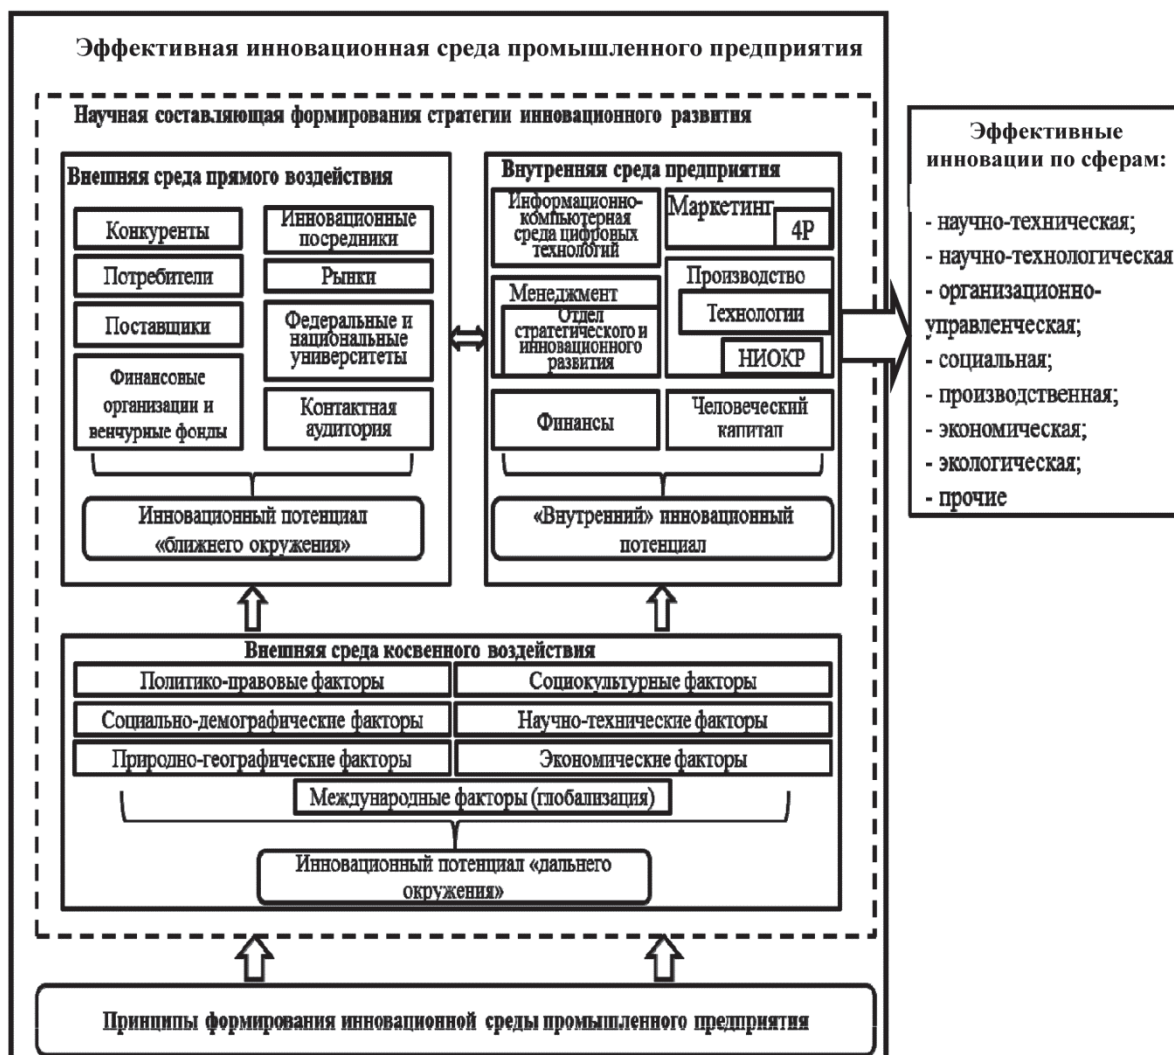 Эффективная инновационная среда промышленного предприятия
Научная составляющая формирования стратегии инновационного развития
Внешняя среда прямого воздействия
Конкуренты
Потребители
Поставщики
Финансовые
организации и
венчурные фонды
Инновационные
посредники
Рынки
Федеральные и
национальные
университеты
Контактная
аудитория
Инновационный потенциал
«ближнего окружения»
Внутренняя среда предприятия
Информационно-
компьютерная
среда цифровых
технологий
Менеджмент
Отдел
стратегического и
инновационного
развития
Финансы
Маркетинг
4P
Производство
Технологии
НИОКР
Человеческий
капитал
«Внутренний» инновационный
потенциал
Внешняя среда косвенного воздействия
Политико-правовые факторы
Социокультурные факторы
Социально-демографические факторы
Научно-технические факторы
Природно-географические факторы
Экономические факторы
Международные факторы (глобализация)
Инновационный потенциал «дальнего
окружения»
Принципы формирования инновационной среды промышленного предприятия
Эффективные
инновации по сферам:
- научно-техническая;
- научно-технологическая
- организационно-
управленческая;
- социальная;
- производственная;
- экономическая;
- экологическая;
- прочие